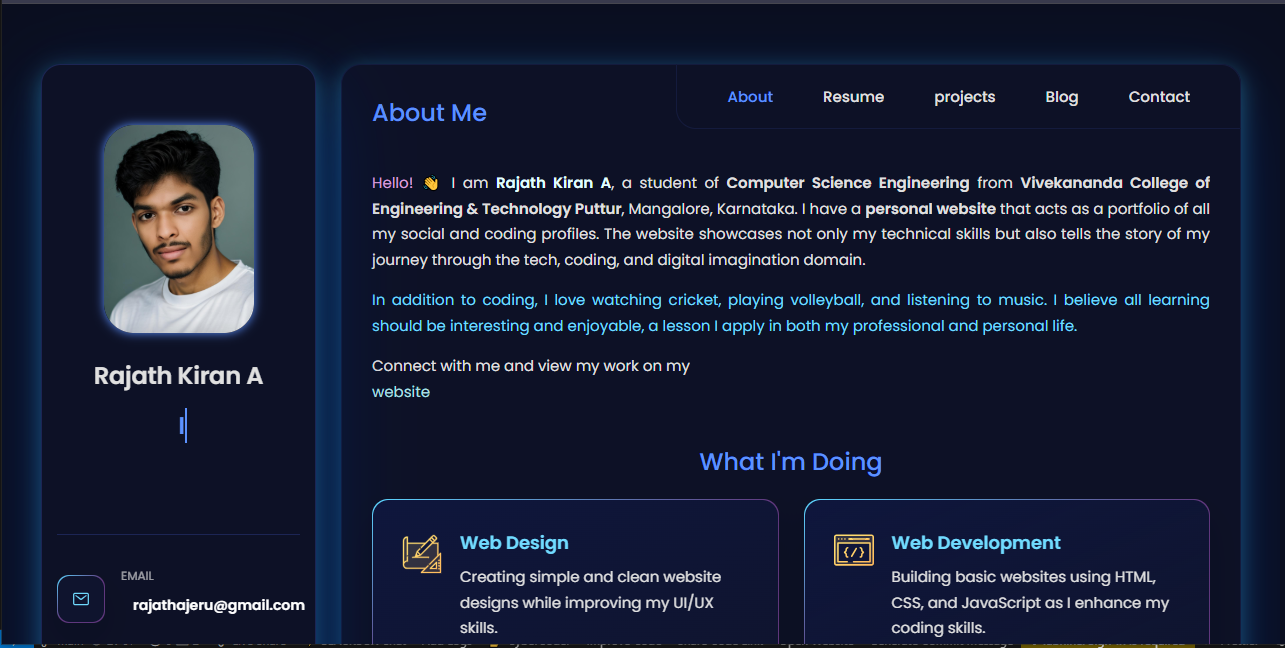 About Resume projects Blog Contact
About Me
Hello! 👋 I am Rajath Kiran A, a student of Computer Science Engineering from Vivekananda College of
Engineering & Technology Puttur, Mangalore, Karnataka. I have a personal website that acts as a portfolio of all
my social and coding profiles. The website showcases not only my technical skills but also tells the story of my
journey through the tech, coding, and digital imagination domain.
In addition to coding, I love watching cricket, playing volleyball, and listening to music. I believe all learning
should be interesting and enjoyable, a lesson I apply in both my professional and personal life.
Connect with me and view my work on my
website
Rajath Kiran A
EMAIL
rajathajeru@gmail.com
What I'm Doing
Web Design
Creating simple and clean website
designs while improving my UI/UX
skills.
Web Development
Building basic websites using HTML,
CSS, and JavaScript as I enhance my
coding skills.